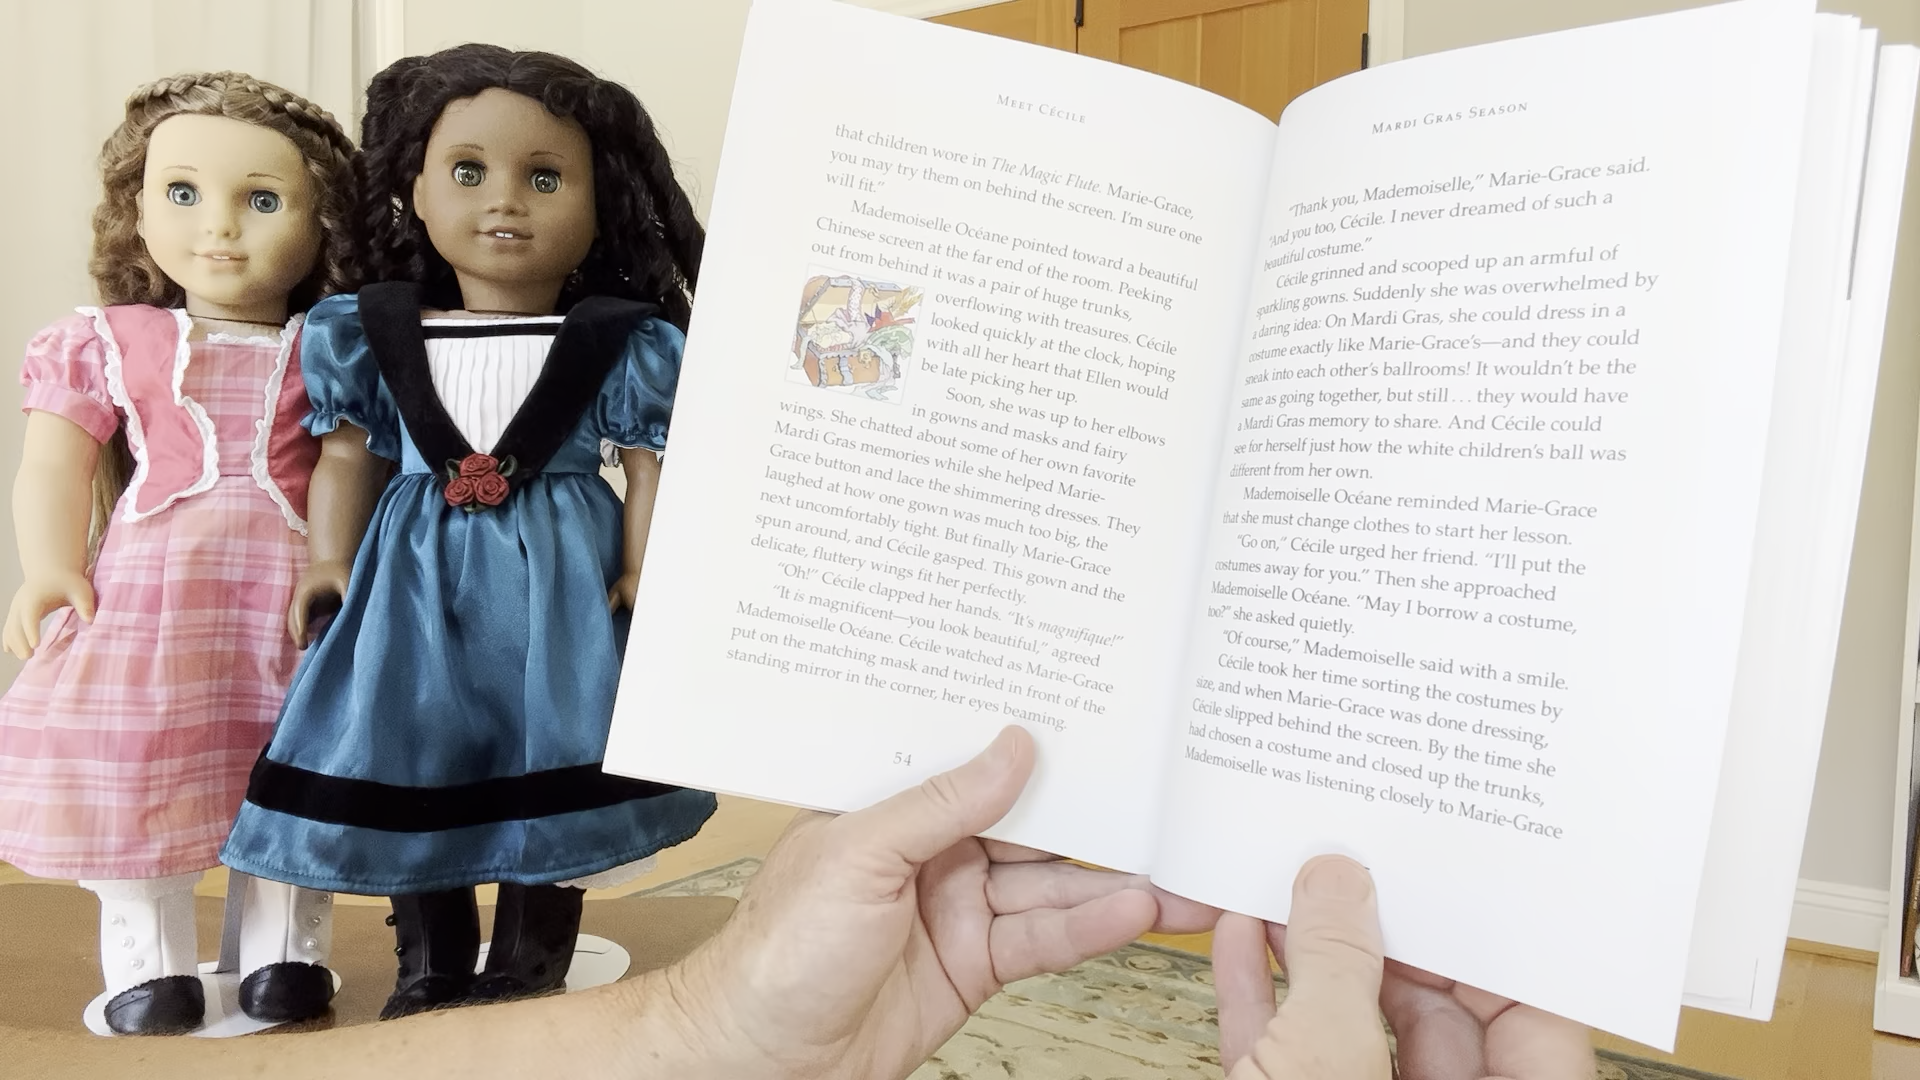 MEET CÉCILE
that children wore in The Magic Flute. Marie-Grace,
you may try them on behind the screen. I'm sure one
will fit."
Mademoiselle Océane pointed toward a beautiful
Chinese screen at the far end of the room. Peeking
out from behind it was a pair of huge trunks,
overflowing with treasures. Cécile
looked quickly at the clock, hoping
with all her heart that Ellen would
be late picking her up.
Soon, she was up to her elbows
in gowns and masks and fairy
wings. She chatted about some of her own favorite
Mardi Gras memories while she helped Marie-
Grace button and lace the shimmering dresses. They
laughed at how one gown was much too big, the
next uncomfortably tight. But finally Marie-Grace
spun around, and Cécile gasped. This gown and the
delicate, fluttery wings fit her perfectly.
"Oh!" Cécile clapped her hands. "It's magnifique!"
"It is magnificent—you look beautiful," agreed
Mademoiselle Océane. Cécile watched as Marie-Grace
put on the matching mask and twirled in front of the
standing mirror in the corner, her eyes beaming.
54
MARDI GRAS SEASON
"Thank you, Mademoiselle," Marie-Grace said.
"And you too, Cécile. I never dreamed of such a
beautiful costume."
Cécile grinned and scooped up an armful of
sparkling gowns. Suddenly she was overwhelmed by
a daring idea: On Mardi Gras, she could dress in a
costume exactly like Marie-Grace's—and they could
sneak into each other's ballrooms! It wouldn't be the
same as going together, but still . . . they would have
a Mardi Gras memory to share. And Cécile could
see for herself just how the white children's ball was
different from her own.
Mademoiselle Océane reminded Marie-Grace
that she must change clothes to start her lesson.
"Go on," Cécile urged her friend. "I'll put the
costumes away for you." Then she approached
Mademoiselle Océane. "May I borrow a costume,
too?" she asked quietly.
"Of course," Mademoiselle said with a smile.
Cécile took her time sorting the costumes by
size, and when Marie-Grace was done dressing,
Cécile slipped behind the screen. By the time she
had chosen a costume and closed up the trunks,
Mademoiselle was listening closely to Marie-Grace